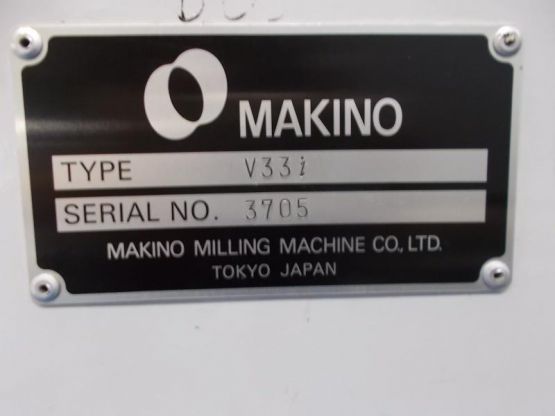 MAKINO
TYPE V33i
SERIAL NO. 3705
MAKINO MILLING MACHINE CO., LTD.
TOKYO JAPAN